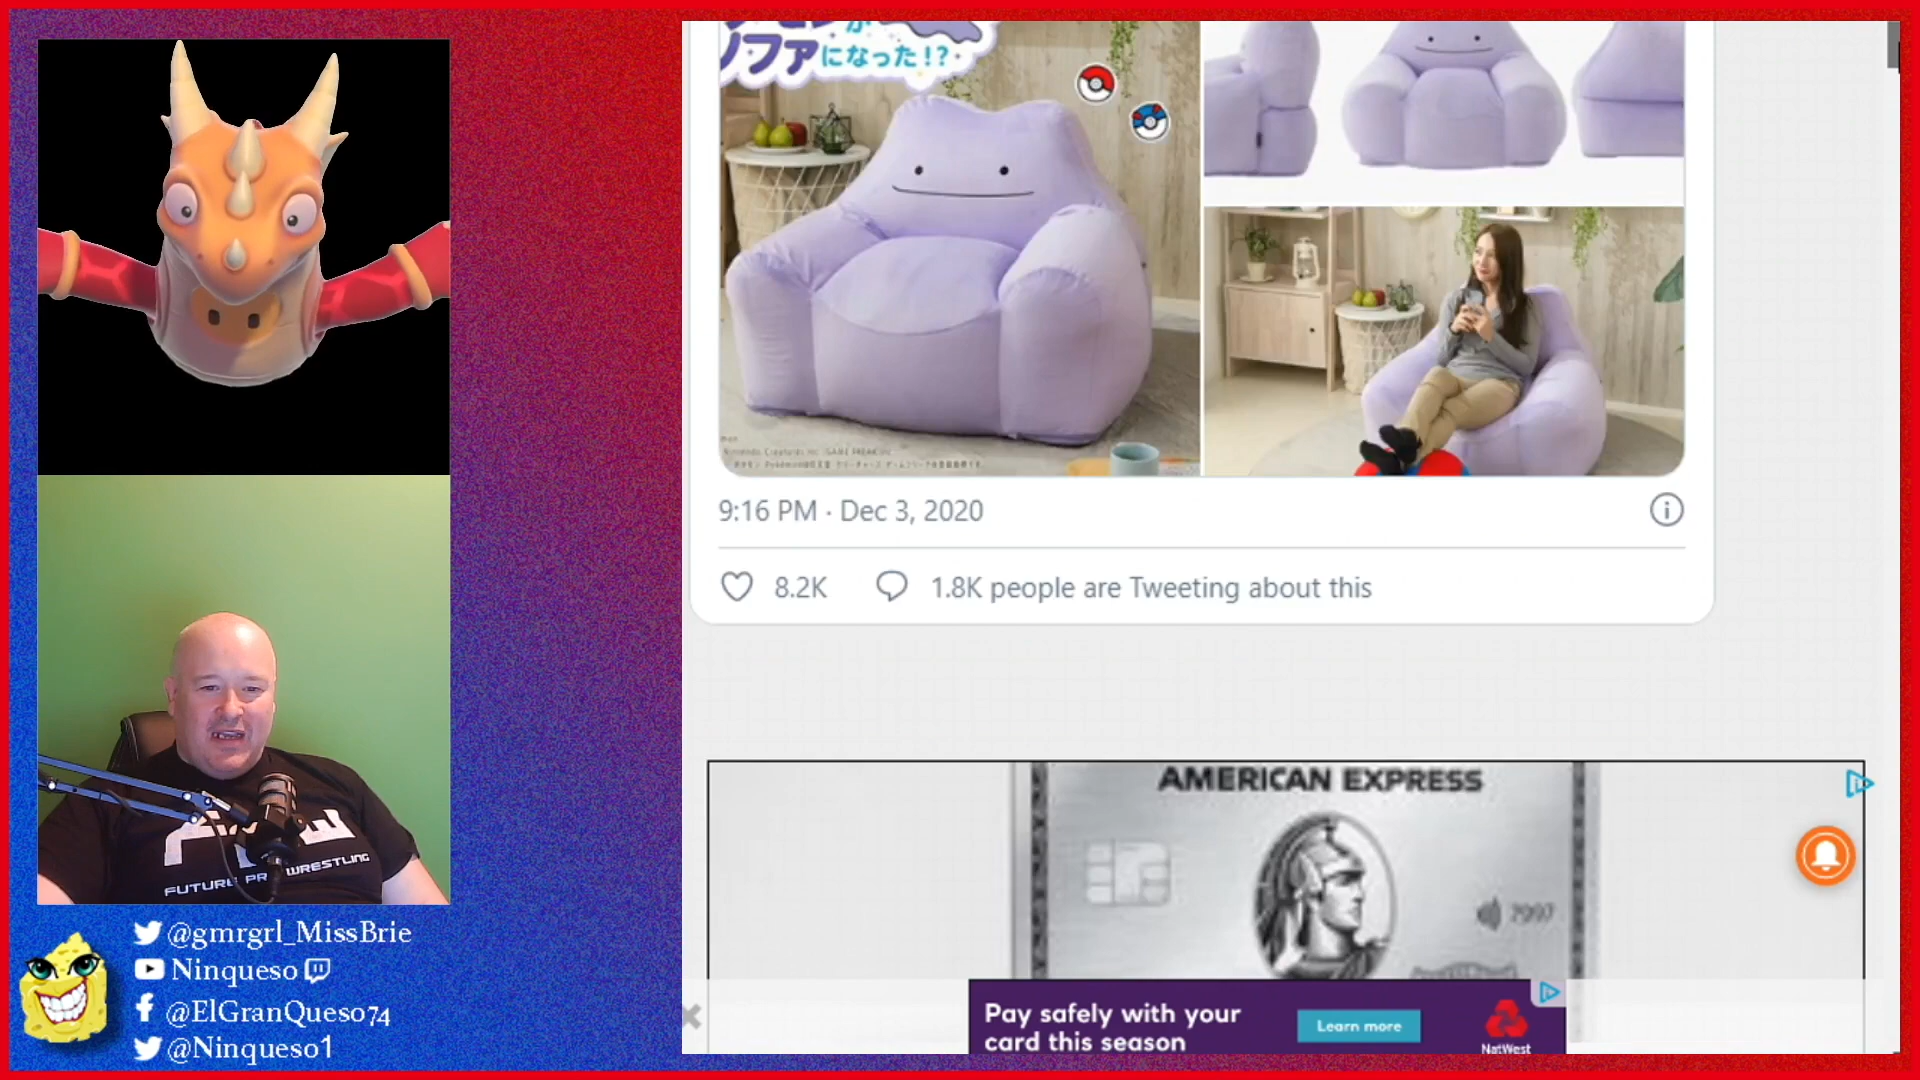 ソファになった!?
9:16 PM · Dec 3, 2020
8.2K
1.8K people are Tweeting about this
AMERICAN EXPRESS
Pay safely with your
card this season
Learn more
NatWest
FUTURE PR WRESTLING
@gmrgrl_MissBrie
Ninqueso
@ElGranQueso74
@Ninqueso1